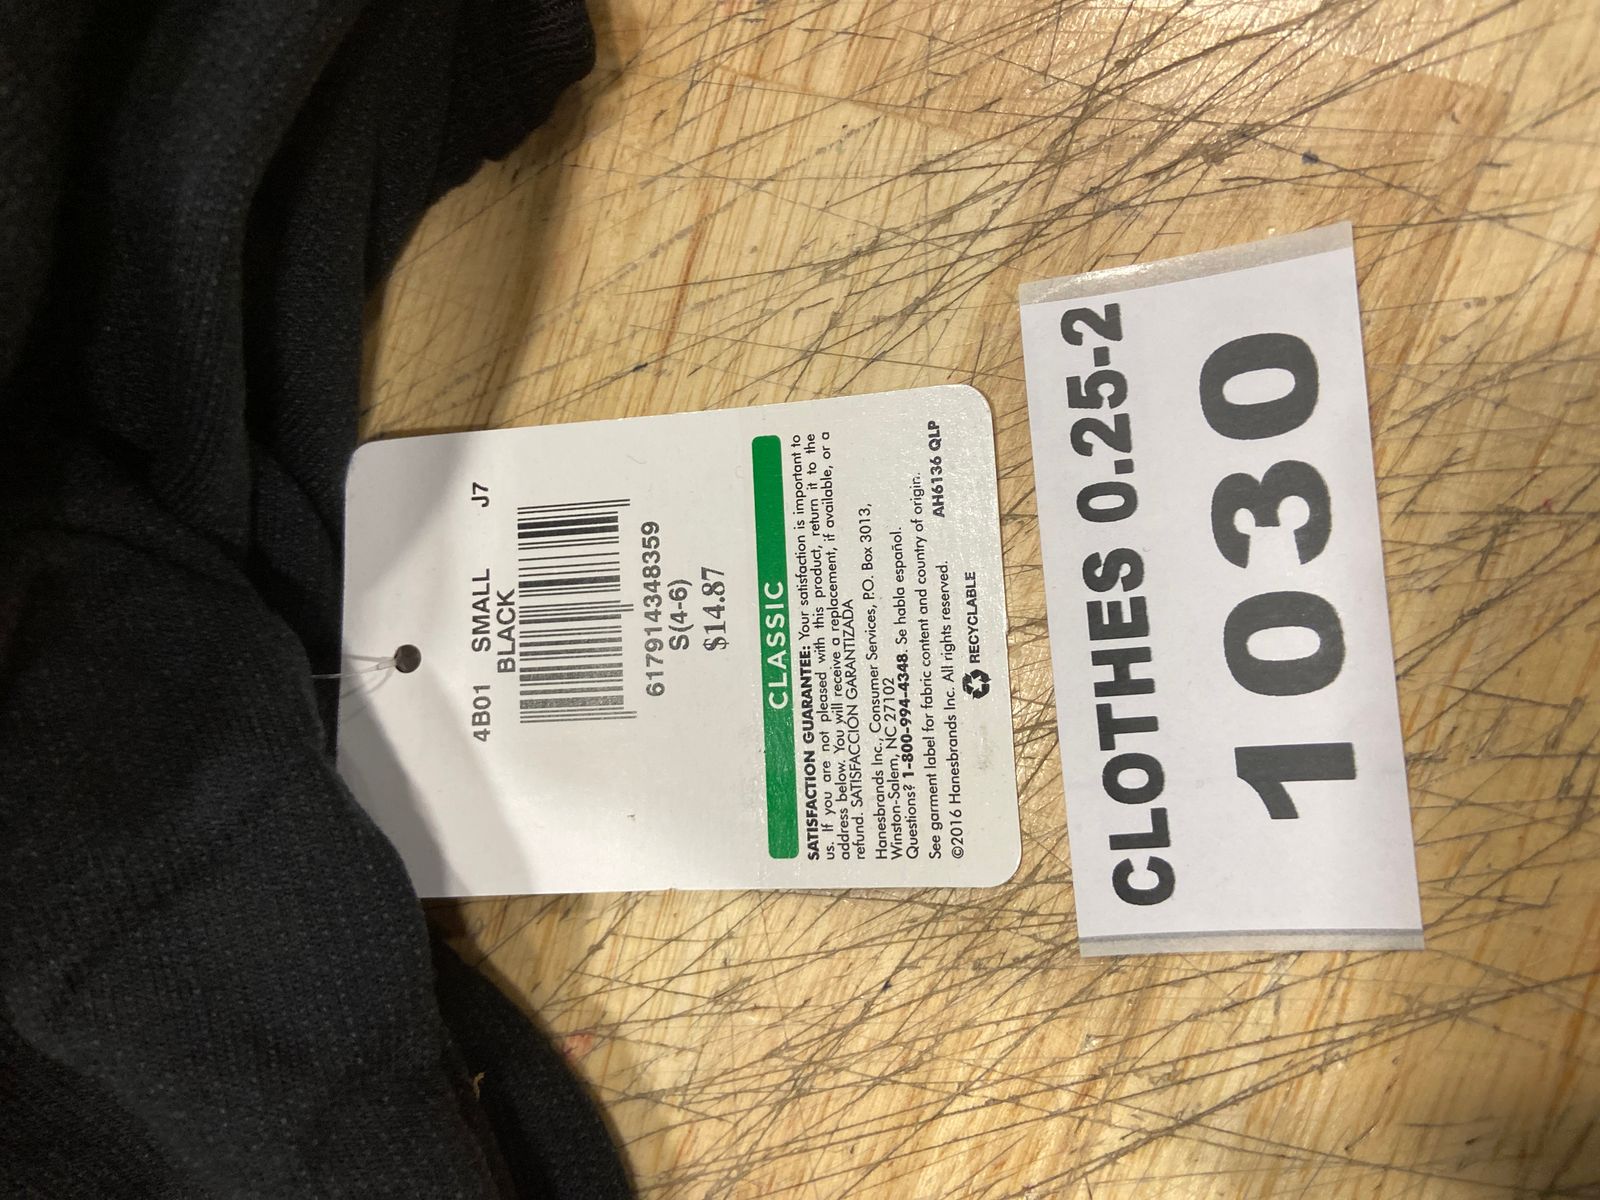 4B01 SMALL J7
BLACK
617914348359
S(4-6)
$14.87
CLASSIC
SATISFACTION GUARANTEE: Your satisfaction is important to
us. If you are not pleased with this product, return it to the
address below. You will receive a replacement, if available, or a
refund. SATISFACCION GARANTIZADA
Hanesbrands Inc., Consumer Services, P.O. Box 3013,
Winston-Salem, NC 27102
Questions? 1-800-994-4348. Se habla español.
See garment label for fabric content and country of origin.
©2016 Hanesbrands Inc. All rights reserved. AH6136 QLP
RECYCLABLE
CLOTHES 0.25-2
1030